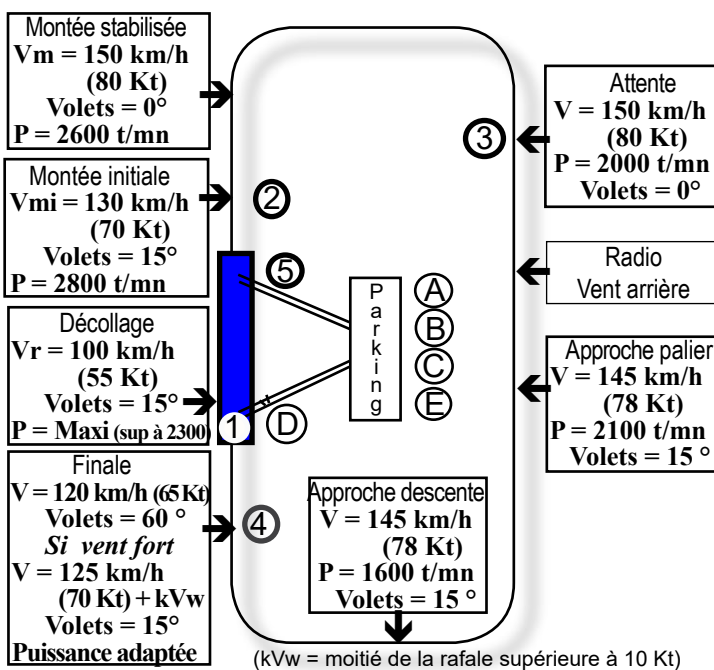 Montée stabilisée
Vm = 150 km/h
(80 Kt)
Volets = 0°
P = 2600 t/mn
Montée initiale
Vmi = 130 km/h
(70 Kt)
Volets = 15°
P = 2800 t/mn
Décollage
Vr = 100 km/h
(55 Kt)
Volets = 15°
P = Maxi (sup à 2300)
Finale
V = 120 km/h (65 Kt)
Volets = 60 °
Si vent fort
V = 125 km/h
(70 Kt) + kVw
Volets = 15°
Puissance adaptée
2
5
1
D
4
Parking
A
B
C
E
3
Attente
V = 150 km/h
(80 Kt)
P = 2000 t/mn
Volets = 0°
Radio
Vent arrière
Approche palier
V = 145 km/h
(78 Kt)
P = 2100 t/mn
Volets = 15 °
Approche descente
V = 145 km/h
(78 Kt)
P = 1600 t/mn
Volets = 15 °
(kVw = moitié de la rafale supérieure à 10 Kt)